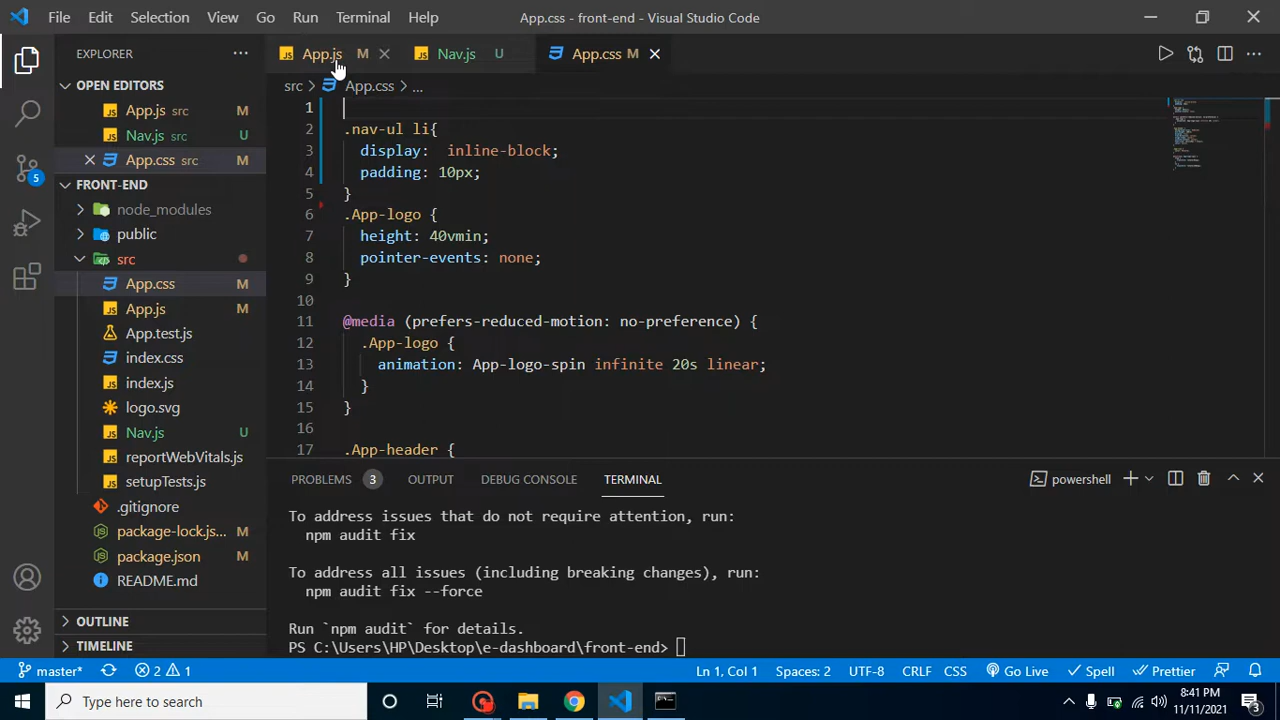 File Edit Selection View Go Run Terminal Help App.css - front-end - Visual Studio Code
EXPLORER
App.js M
Nav.js U
App.css M
src App.css ...
OPEN EDITORS
App.js src M
Nav.js src U
App.css src M
FRONT-END
node_modules
public
src
App.css M
App.js M
App.test.js
index.css
index.js
logo.svg
Nav.js U
reportWebVitals.js
setupTests.js
.gitignore
package-lock.js... M
package.json M
README.md
OUTLINE
TIMELINE
1
2 .nav-ul li{
3 display: inline-block;
4 padding: 10px;
5 }
6 .App-logo {
7 height: 40vmin;
8 pointer-events: none;
9 }
10
11 @media (prefers-reduced-motion: no-preference) {
12 .App-logo {
13 animation: App-logo-spin infinite 20s linear;
14 }
15 }
16
17 .App-header {
PROBLEMS 3 OUTPUT DEBUG CONSOLE TERMINAL powershell
To address issues that do not require attention, run:
npm audit fix
To address all issues (including breaking changes), run:
npm audit fix --force
Run `npm audit` for details.
PS C:\Users\HP\Desktop\e-dashboard\front-end>
5
master* 2 1 Ln 1, Col 1 Spaces: 2 UTF-8 CRLF CSS Go Live Spell Prettier
Type here to search
8:41 PM
11/11/2021
3